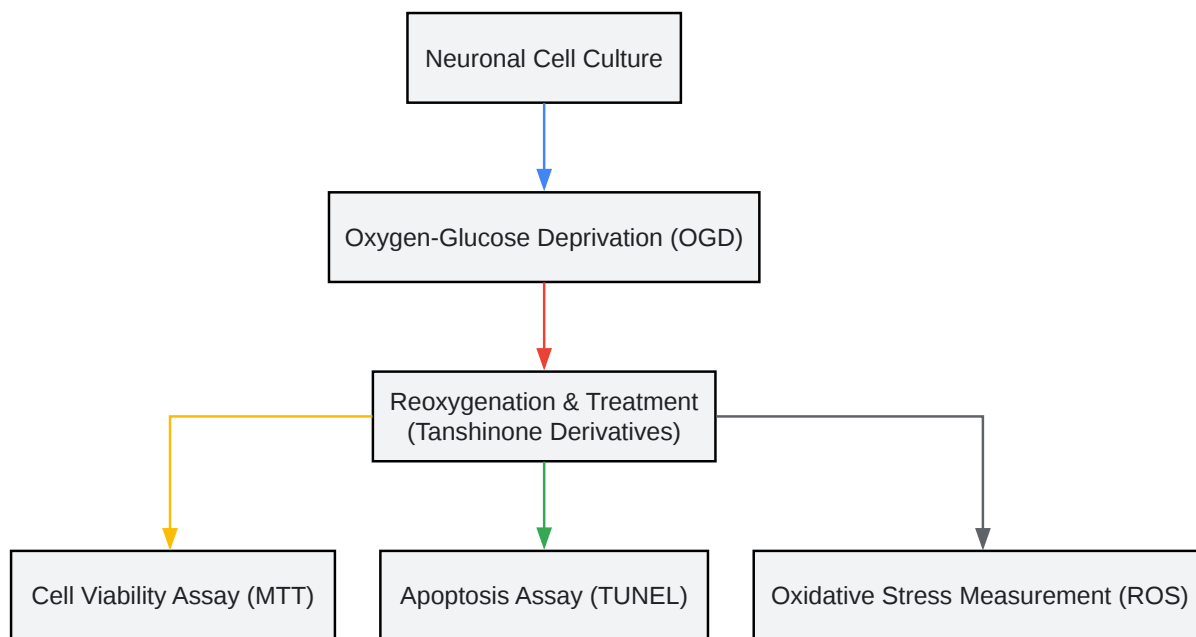 Neuronal Cell Culture
Oxygen-Glucose Deprivation (OGD)
Reoxygenation & Treatment
(Tanshinone Derivatives)
Cell Viability Assay (MTT)
Apoptosis Assay (TUNEL)
Oxidative Stress Measurement (ROS)